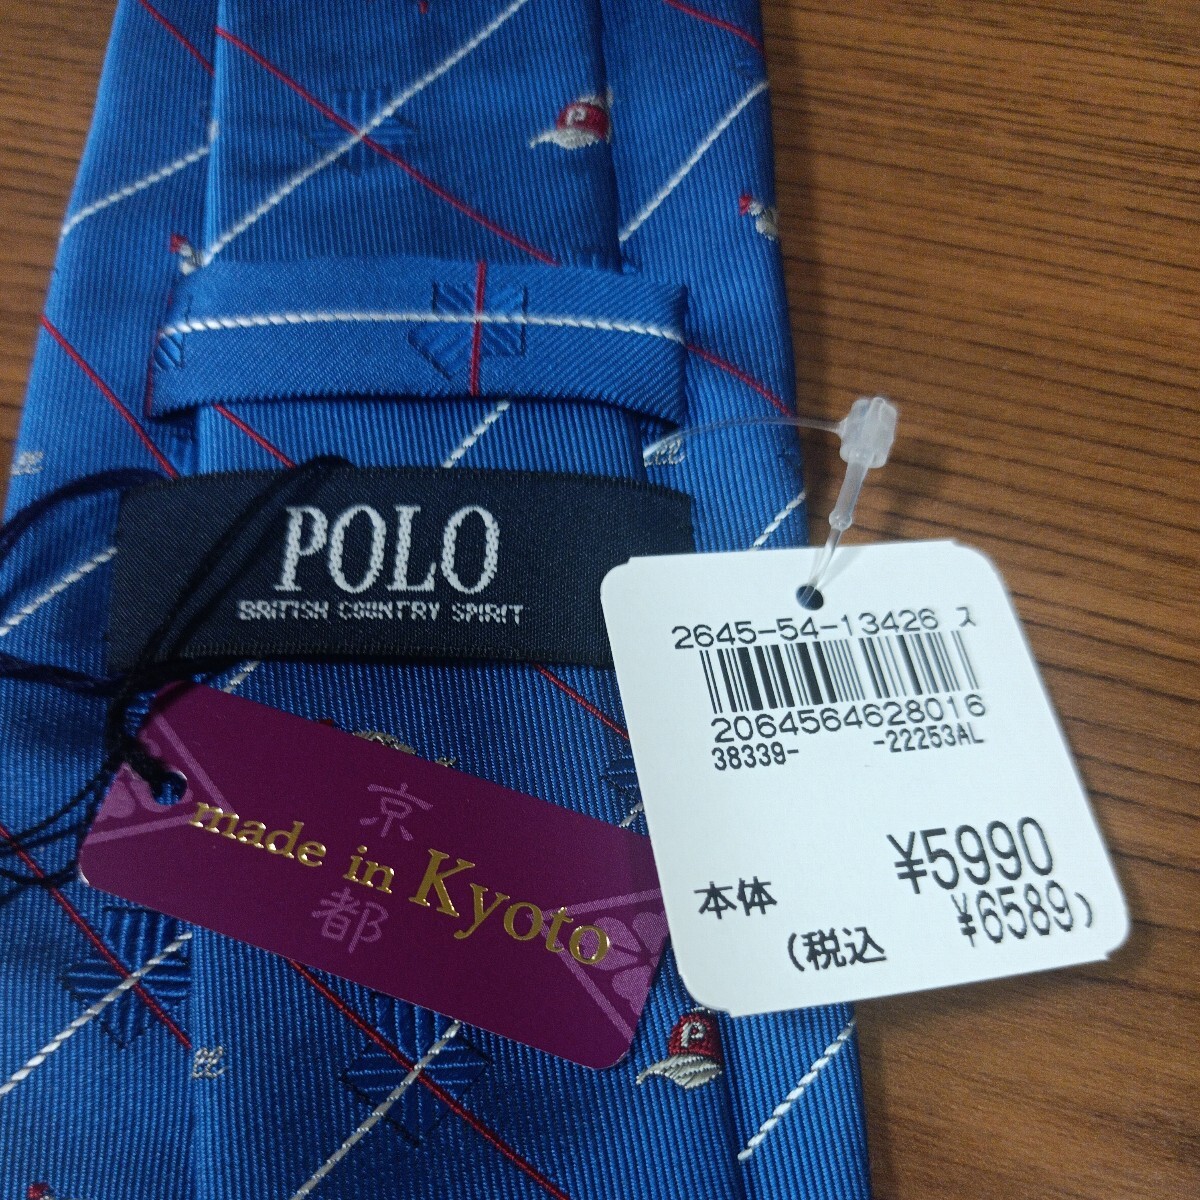 P
POLO
BRITISH COUNTRY SPIRIT
京都
made in Kyoto
2645-54-13426 ス
2064564628016
38339- -22253AL
本体 ¥5990
(税込 ¥6589)
P